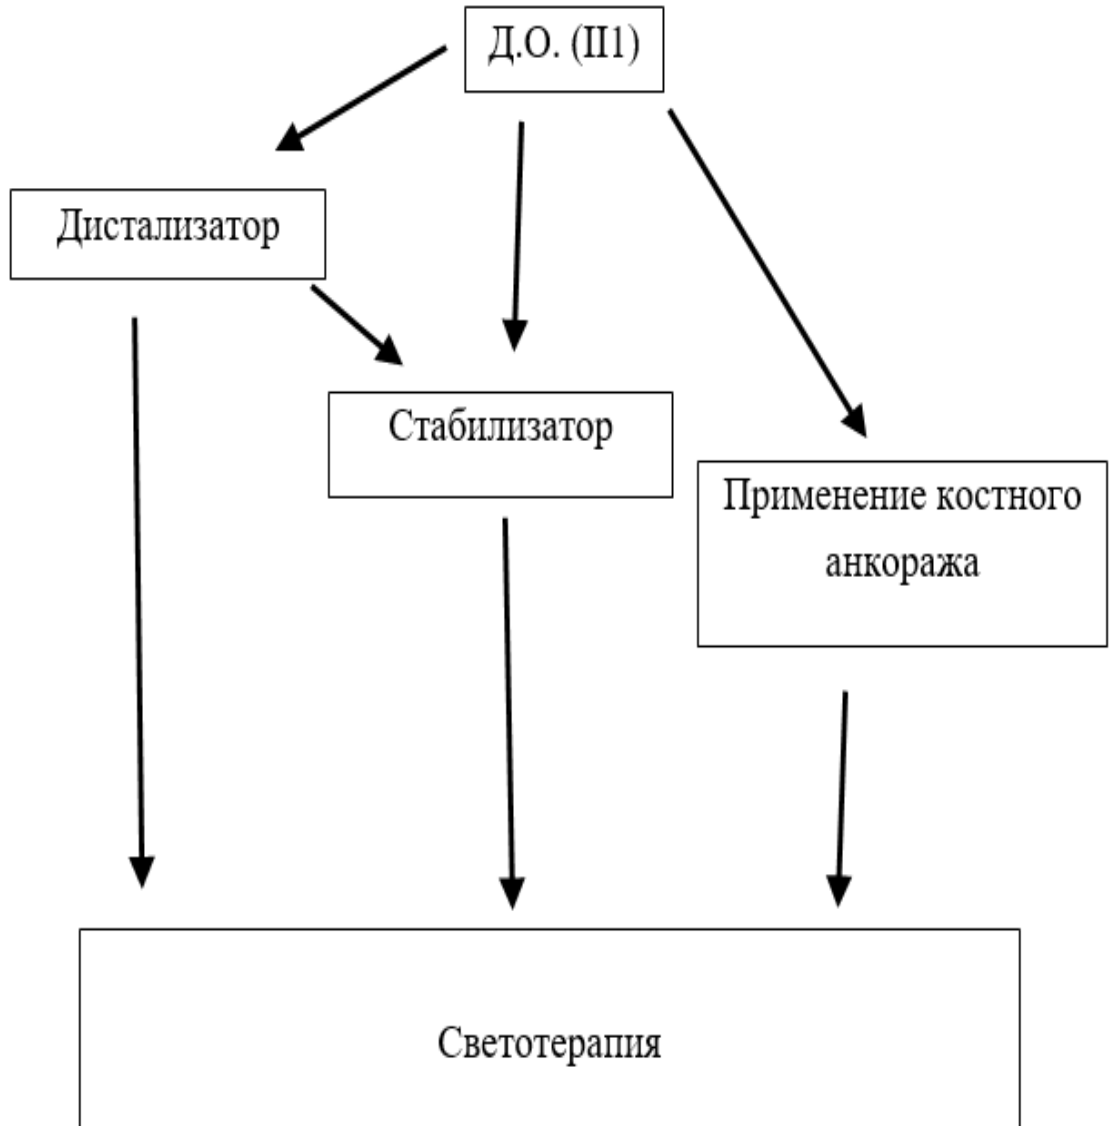 Д.О. (II1)
Дистализатор
Стабилизатор
Применение костного
анкоража
Светотерапия